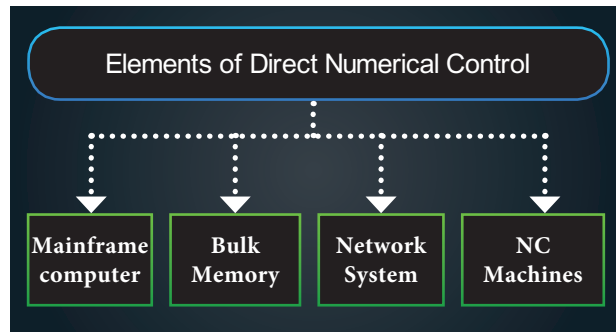 Elements of Direct Numerical Control
Mainframe
computer
Bulk
Memory
Network
System
NC
Machines